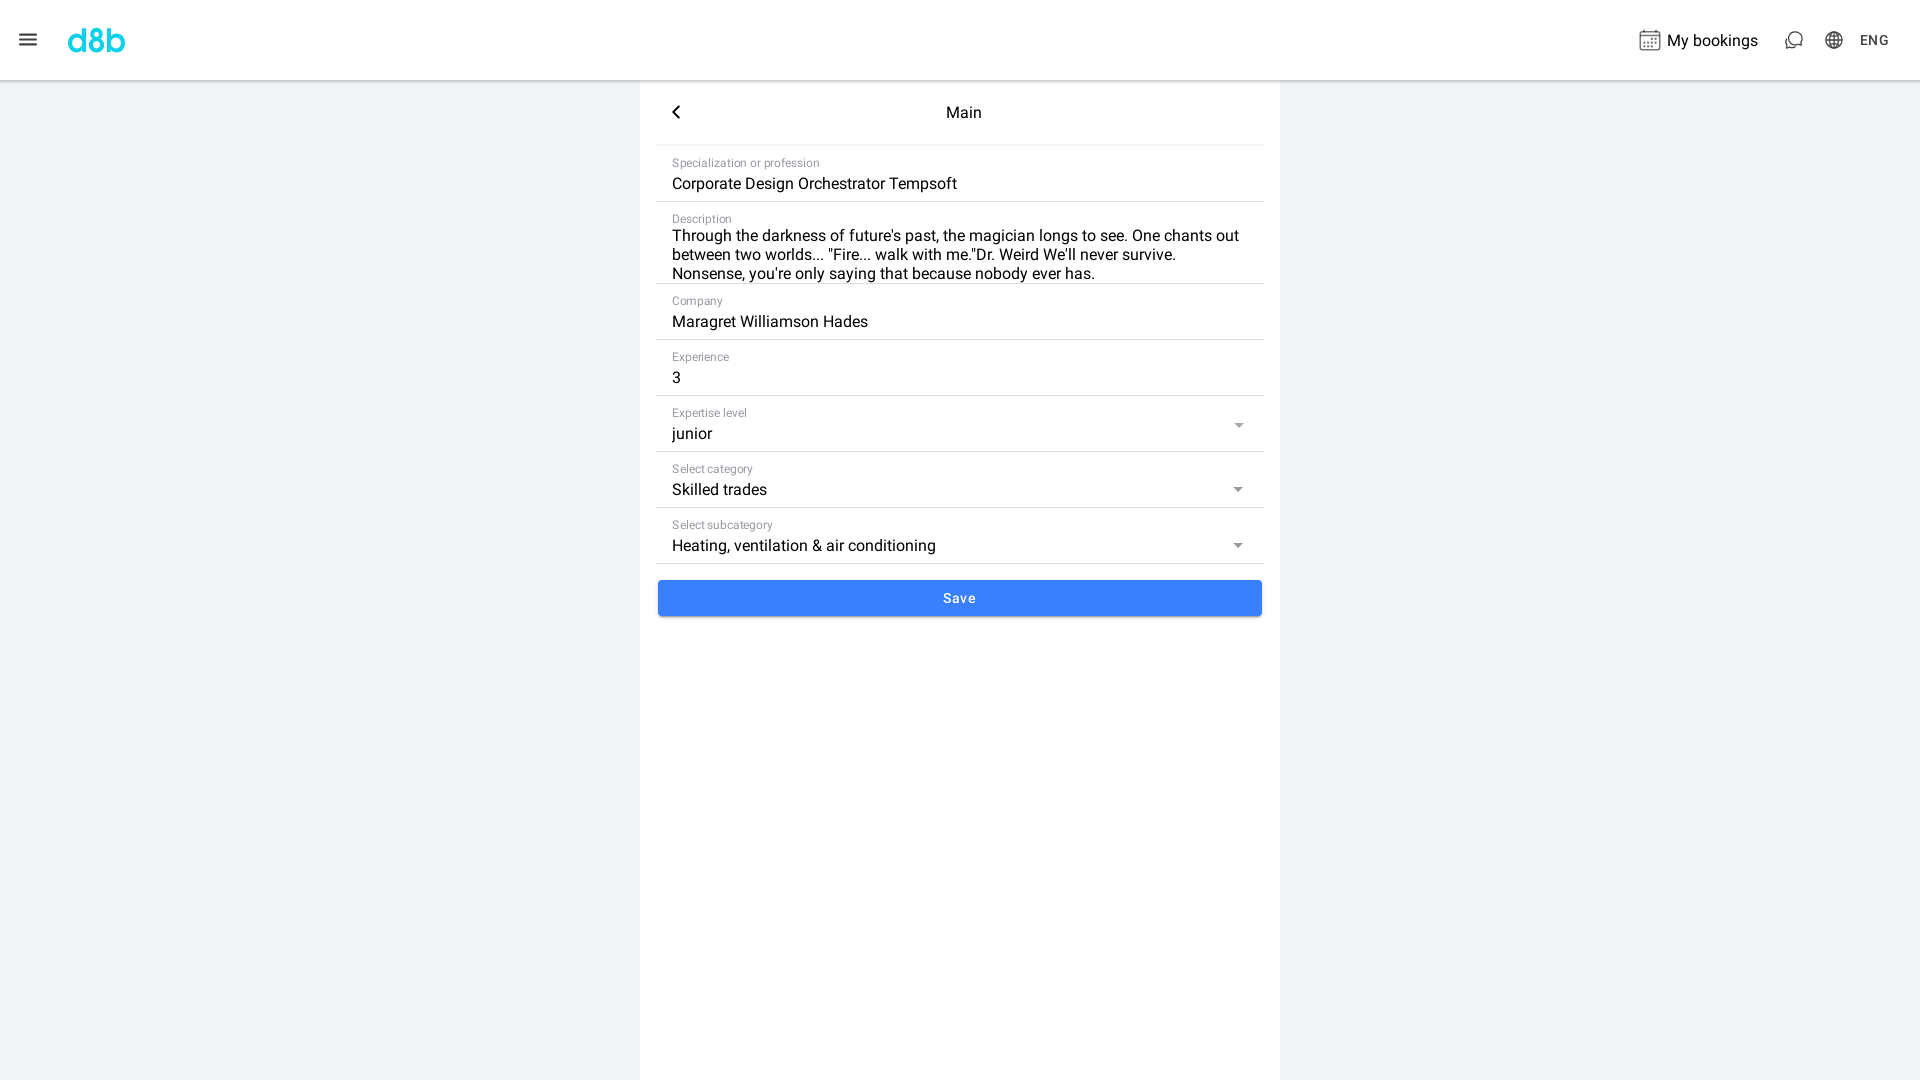 d8b
My bookings
ENG
Main
Specialization or profession
Corporate Design Orchestrator Tempsoft
Description
Through the darkness of future's past, the magician longs to see. One chants out
between two worlds... "Fire... walk with me."Dr. Weird We'll never survive.
Nonsense, you're only saying that because nobody ever has.
Company
Maragret Williamson Hades
Experience
3
Expertise level
junior
Select category
Skilled trades
Select subcategory
Heating, ventilation & air conditioning
Save